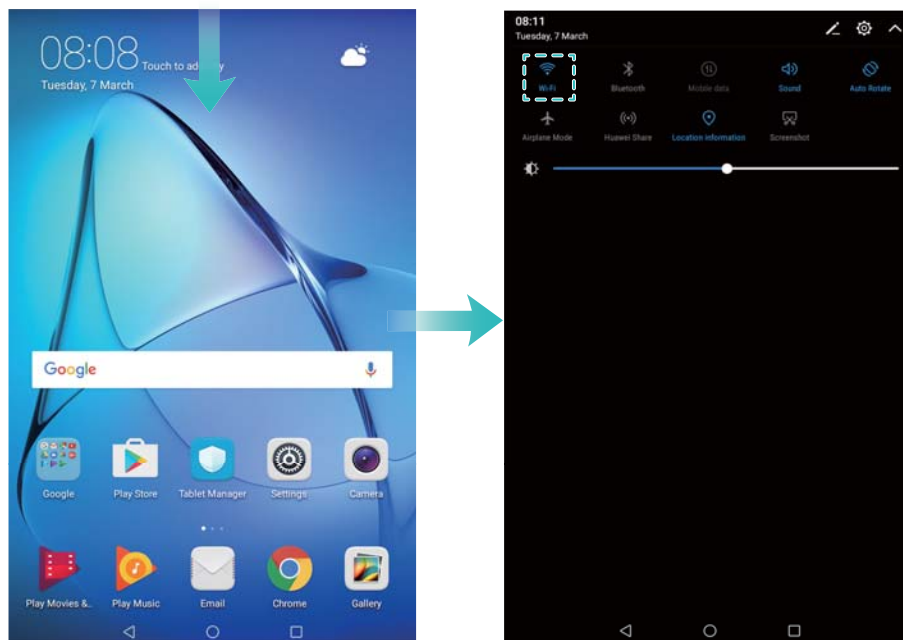 08:08
Touch to add city
Tuesday, 7 March
Google
Google
Play Store
Tablet Manager
Settings
Camera
Play Movies &..
Play Music
Email
Chrome
Gallery
08:11
Tuesday, 7 March
Wi-Fi
Bluetooth
Mobile data
Sound
Auto Rotate
Airplane Mode
Huawei Share
Location information
Screenshot